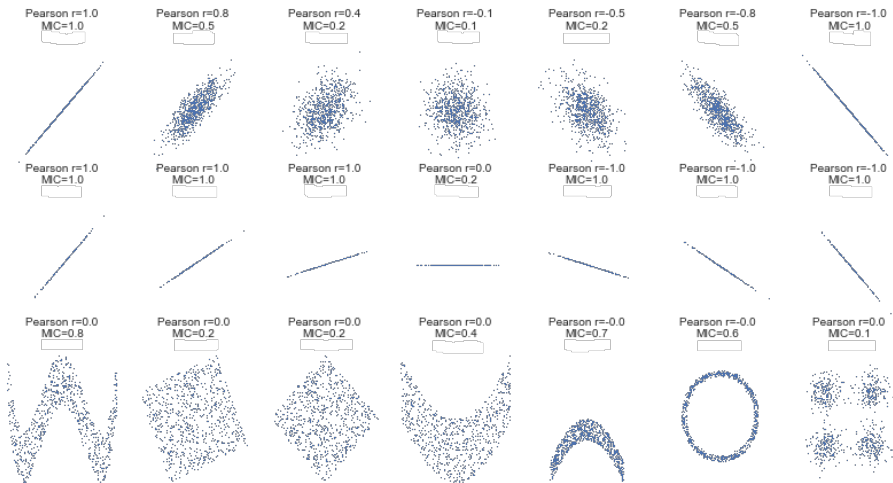 Pearson r=1.0 Pearson r=0.8 Pearson r=0.4 Pearson r=-0.1 Pearson r=-0.5 Pearson r=-0.8 Pearson r=-1.0
MIC=1.0 MIC=0.5 MIC=0.2 MIC=0.1 MIC=0.2 MIC=0.5 MIC=1.0
Pearson r=1.0 Pearson r=1.0 Pearson r=1.0 Pearson r=0.0 Pearson r=-1.0 Pearson r=-1.0 Pearson r=-1.0
MIC=1.0 MIC=1.0 MIC=1.0 MIC=0.2 MIC=1.0 MIC=1.0 MIC=1.0
Pearson r=0.0 Pearson r=0.0 Pearson r=0.0 Pearson r=0.0 Pearson r=-0.0 Pearson r=-0.0 Pearson r=0.0
MIC=0.8 MIC=0.2 MIC=0.2 MIC=0.4 MIC=0.7 MIC=0.6 MIC=0.1